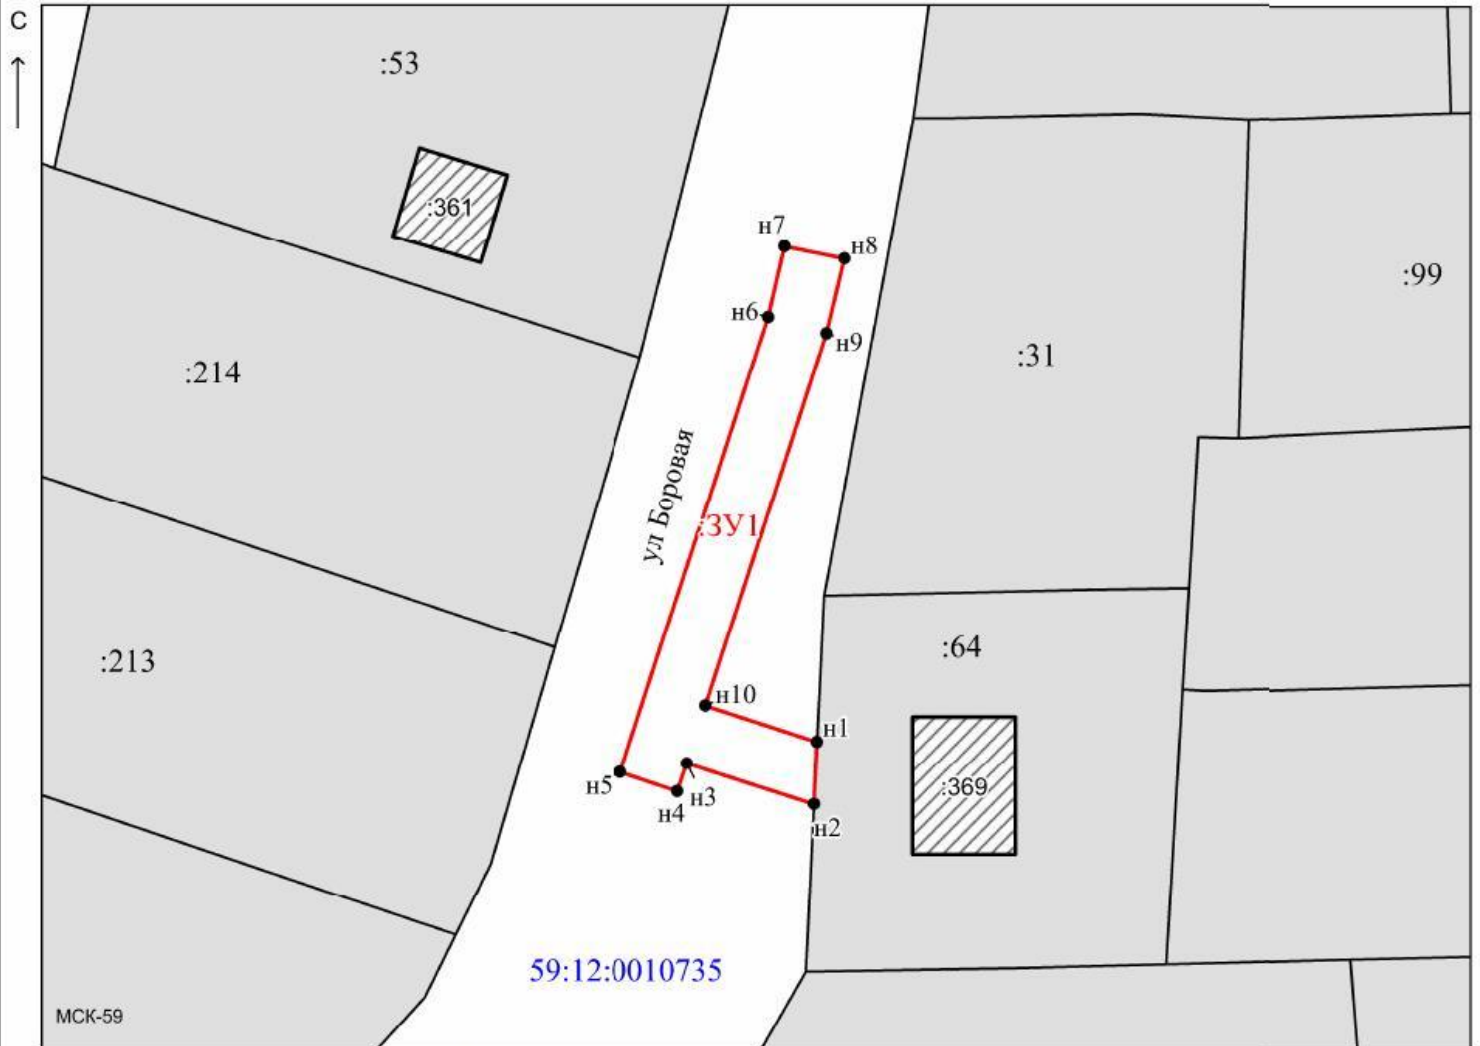 С
:53
:361
н7
н8
:99
н6
н9
:31
:214
ул Боровая
:ЗУ1
:64
:213
н10
н1
н5
н3
:369
н4
н2
59:12:0010735
МСК-59